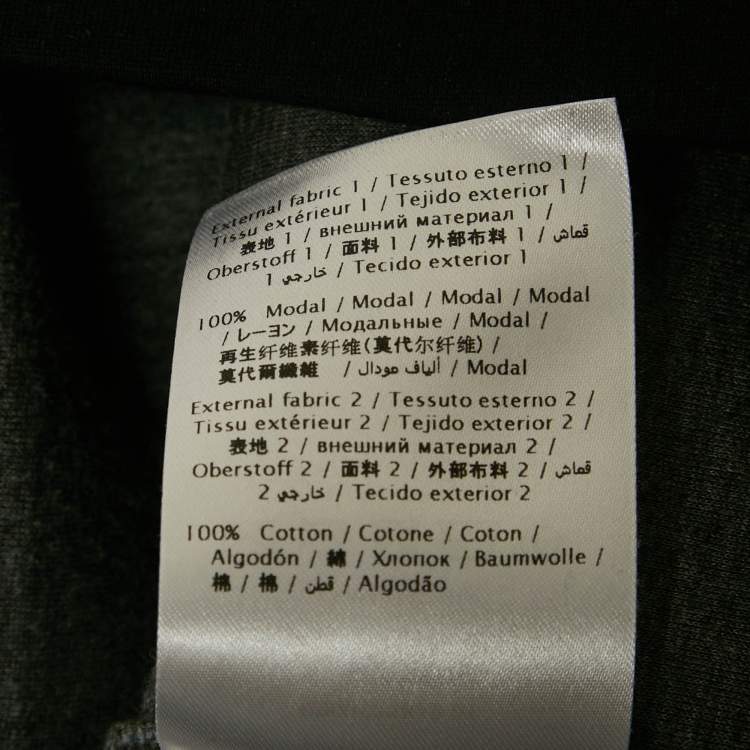 External fabric 1 / Tessuto esterno 1 /
Tissu extérieur 1 / Tejido exterior 1 /
表地 1 / внешний материал 1 /
Oberstoff 1 / 面料 1 / 外部布料 1 / قماش
خارجي 1 / Tecido exterior 1
100% Modal / Modal / Modal / Modal
/ レーヨン / Модальные / Modal /
再生纤维素纤维(莫代尔纤维) /
莫代爾纖維 / ألياف مودال / Modal
External fabric 2 / Tessuto esterno 2 /
Tissu extérieur 2 / Tejido exterior 2 /
表地 2 / внешний материал 2 /
Oberstoff 2 / 面料 2 / 外部布料 2 / قماش
خارجي 2 / Tecido exterior 2
100% Cotton / Cotone / Coton /
Algodón / 綿 / Хлопок / Baumwolle /
棉 / 棉 / قطن / Algodão